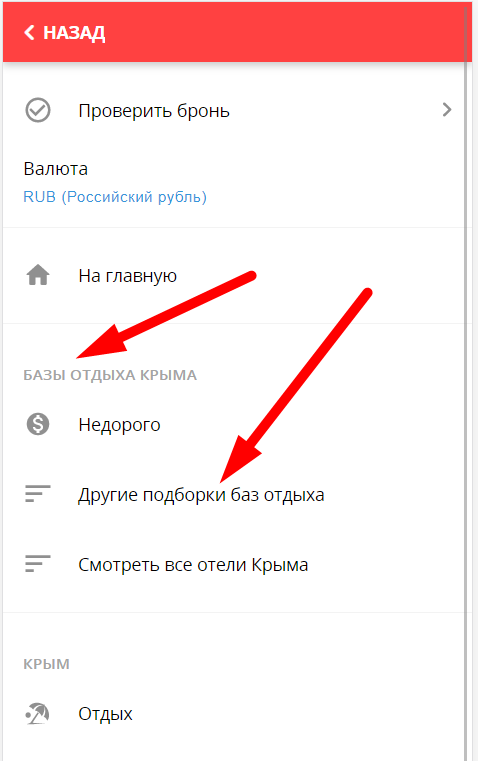 НАЗАД
Проверить бронь
Валюта
RUB (Российский рубль)
На главную
БАЗЫ ОТДЫХА КРЫМА
Недорого
Другие подборки баз отдыха
Смотреть все отели Крыма
КРЫМ
Отдых